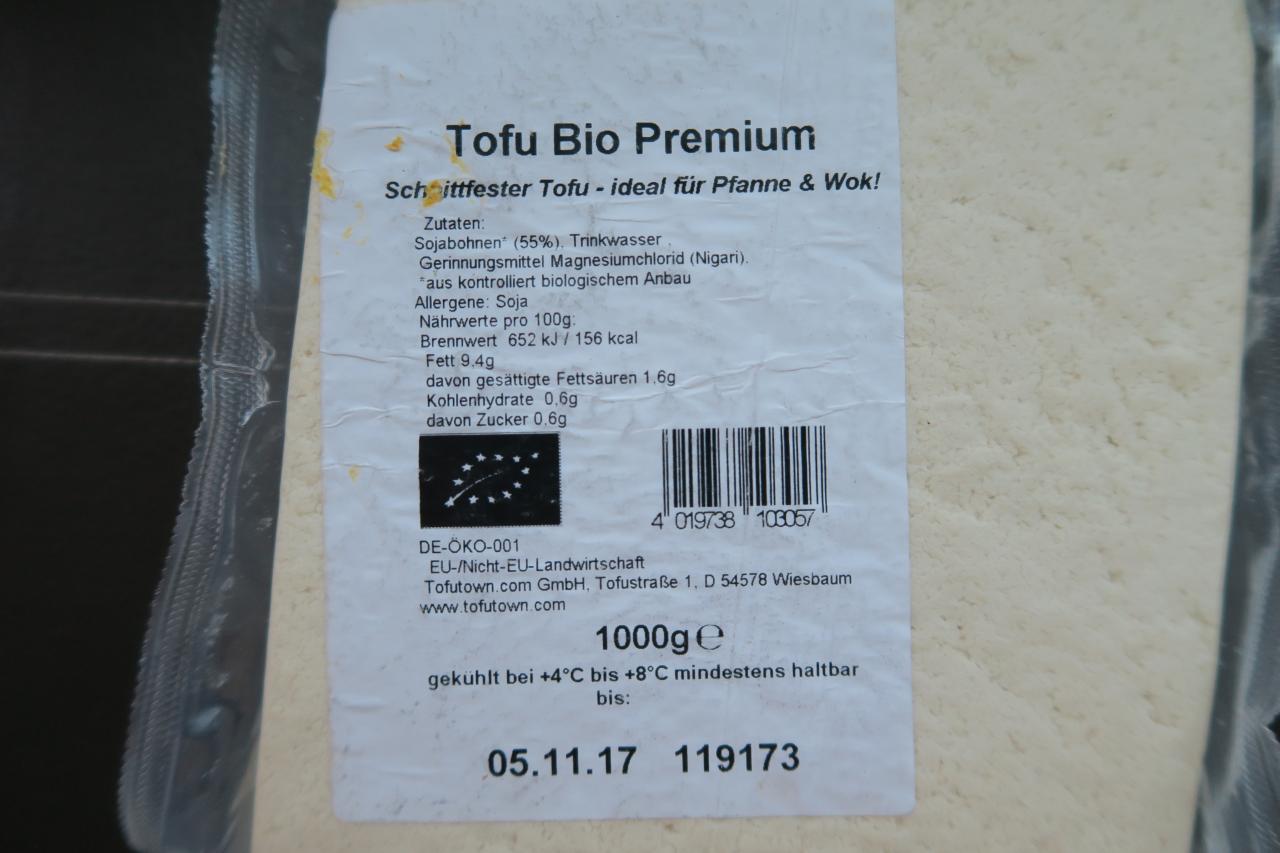 Tofu Bio Premium
Schnittfester Tofu - ideal für Pfanne & Wok!
Zutaten:
Sojabohnen* (55%), Trinkwasser ,
Gerinnungsmittel Magnesiumchlorid (Nigari).
*aus kontrolliert biologischem Anbau
Allergene: Soja
Nährwerte pro 100g:
Brennwert 652 kJ / 156 kcal
Fett 9,4g
davon gesättigte Fettsäuren 1,6g
Kohlenhydrate 0,6g
davon Zucker 0,6g
4 019738 103057
DE-ÖKO-001
EU-/Nicht-EU-Landwirtschaft
Tofutown.com GmbH, Tofustraße 1, D 54578 Wiesbaum
www.tofutown.com
1000g ℮
gekühlt bei +4°C bis +8°C mindestens haltbar
bis:
05.11.17 119173